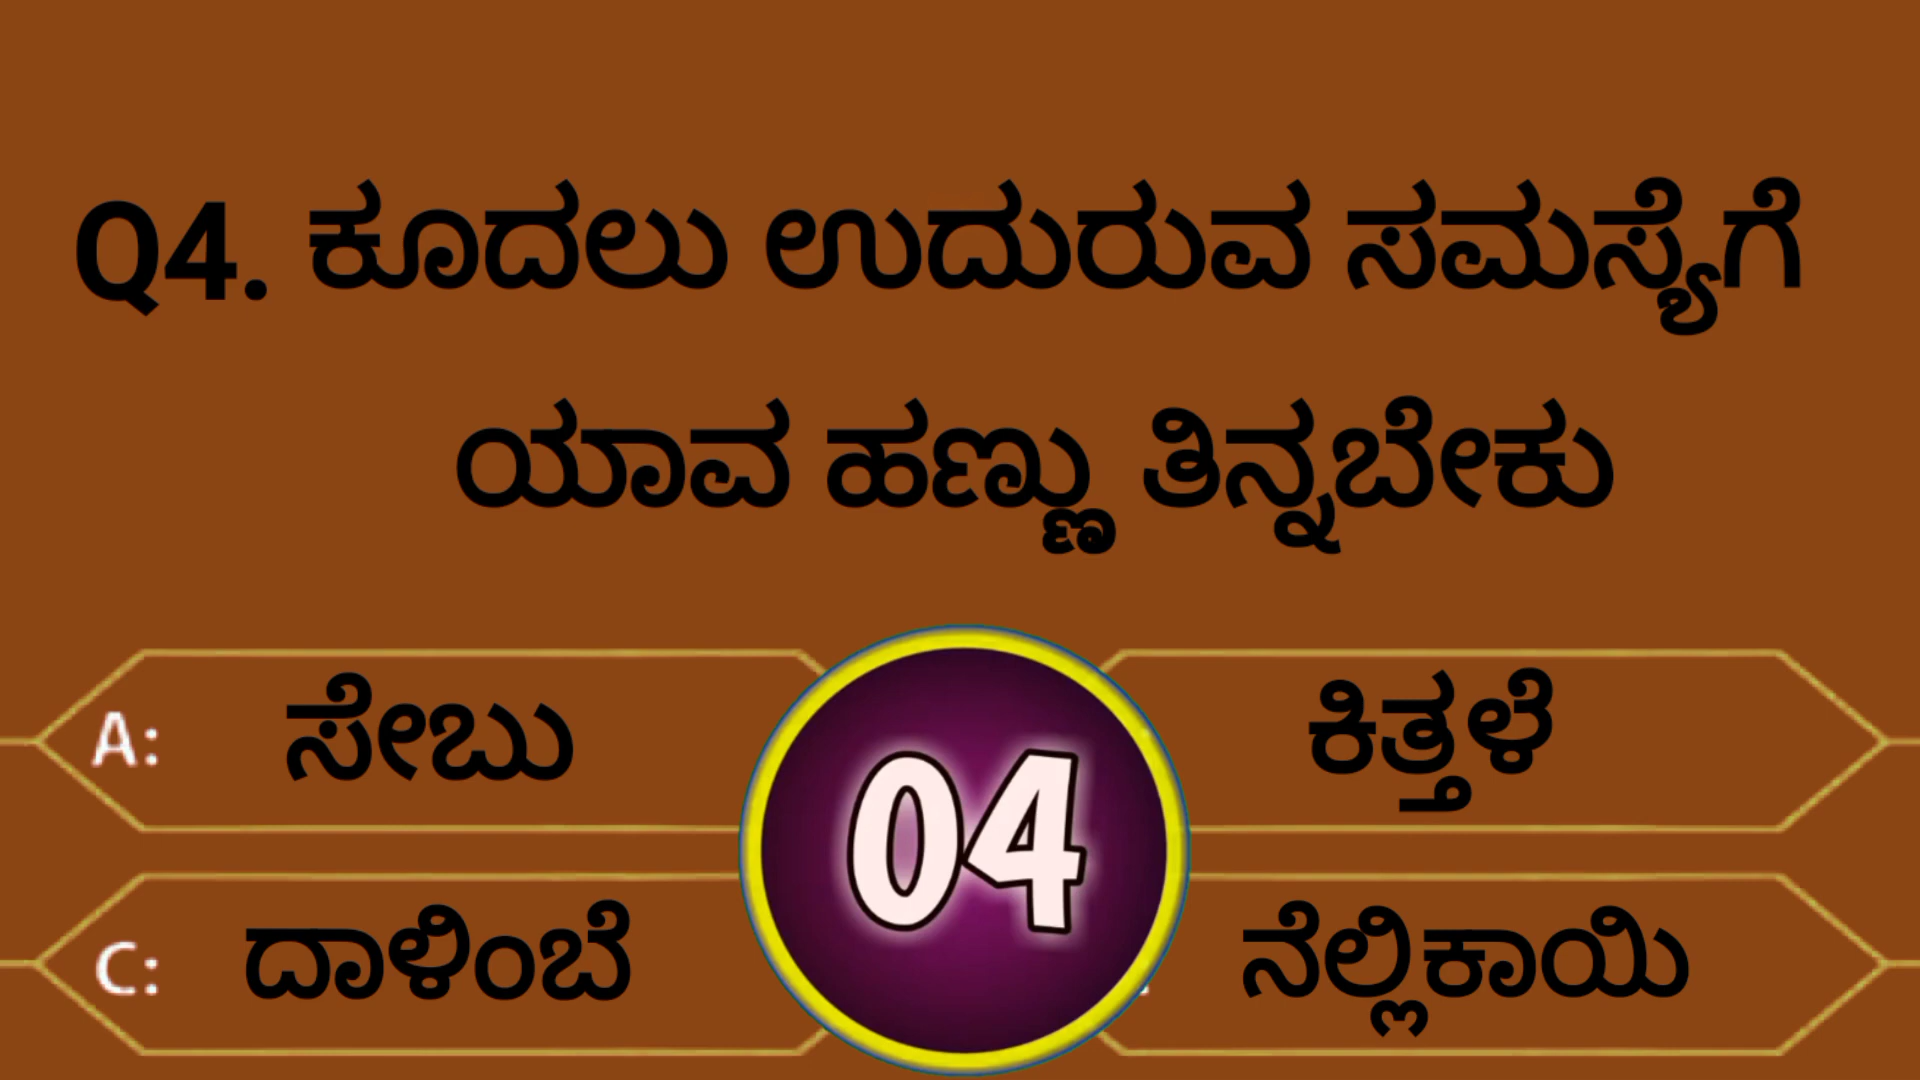 Q4. ಕೂದಲು ಉದುರುವ ಸಮಸ್ಯೆಗೆ
ಯಾವ ಹಣ್ಣು ತಿನ್ನಬೇಕು
A: ಸೇಬು
ಕಿತ್ತಳೆ
04
C: ದಾಳಿಂಬೆ
ನೆಲ್ಲಿಕಾಯಿ